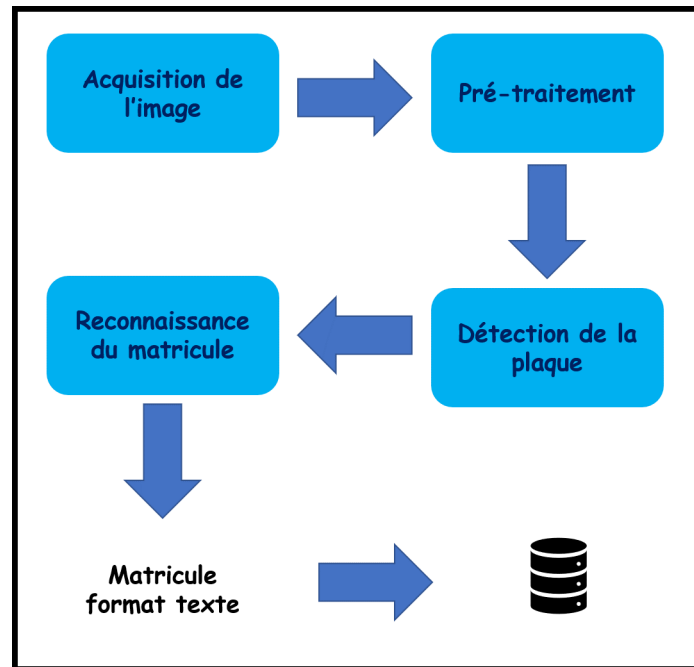 Acquisition de
l'image
Pré-traitement
Détection de la
plaque
Reconnaissance
du matricule
Matricule
format texte